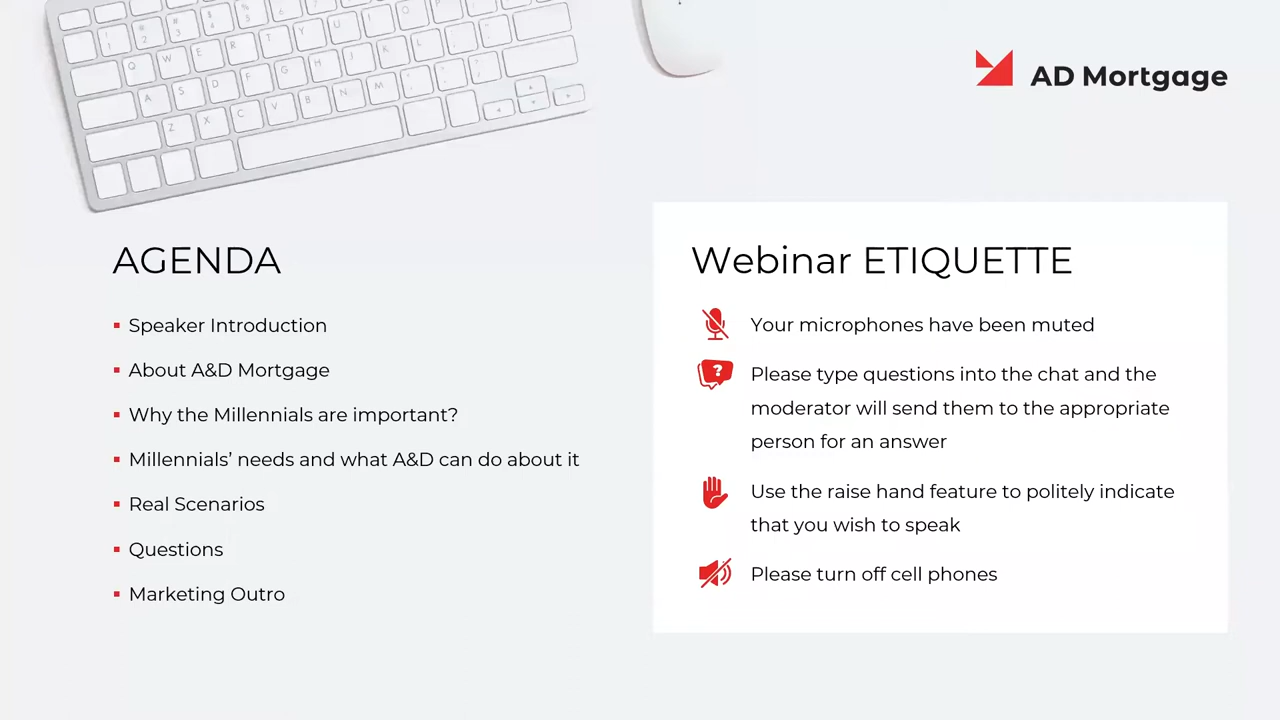 AD Mortgage
AGENDA
Speaker Introduction
About A&D Mortgage
Why the Millennials are important?
Millennials’ needs and what A&D can do about it
Real Scenarios
Questions
Marketing Outro
Webinar ETIQUETTE
Your microphones have been muted
Please type questions into the chat and the
moderator will send them to the appropriate
person for an answer
Use the raise hand feature to politely indicate
that you wish to speak
Please turn off cell phones